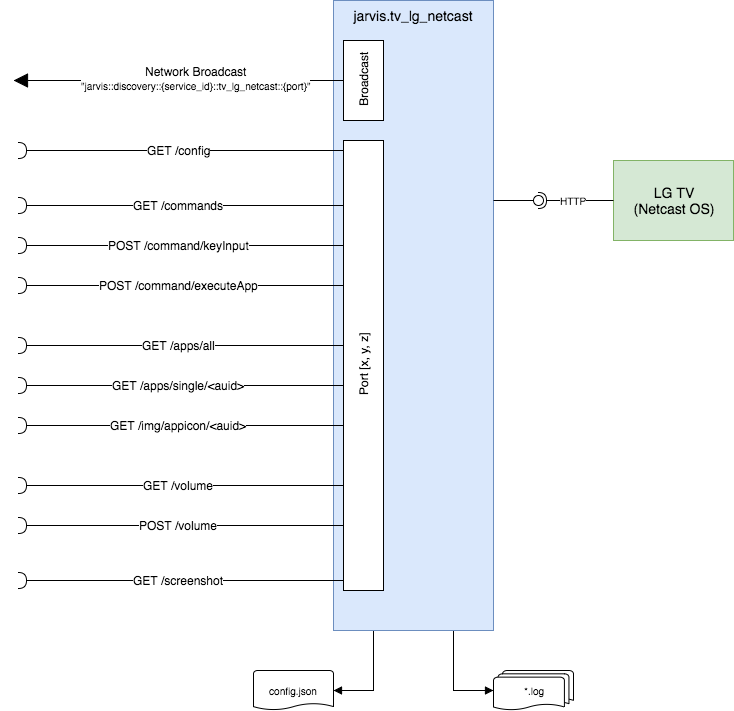 jarvis.tv_lg_netcast
Broadcast
Network Broadcast
"jarvis::discovery::{service_id}::tv_lg_netcast::{port}"
GET /config
GET /commands
POST /command/keyInput
POST /command/executeApp
GET /apps/all
GET /apps/single/<auid>
GET /img/appicon/<auid>
GET /volume
POST /volume
GET /screenshot
Port [x, y, z]
HTTP
LG TV
(Netcast OS)
config.json
*.log